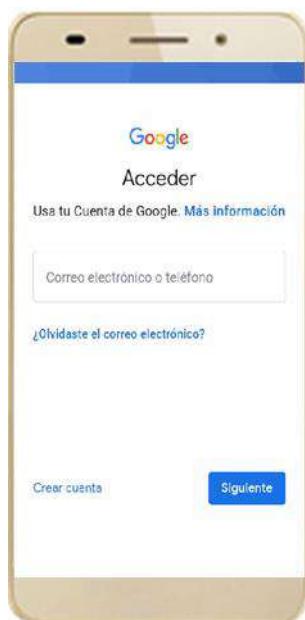 Google
Acceder
Usa tu Cuenta de Google. Más información
Correo electrónico o teléfono
¿Olvidaste el correo electrónico?
Crear cuenta
Siguiente